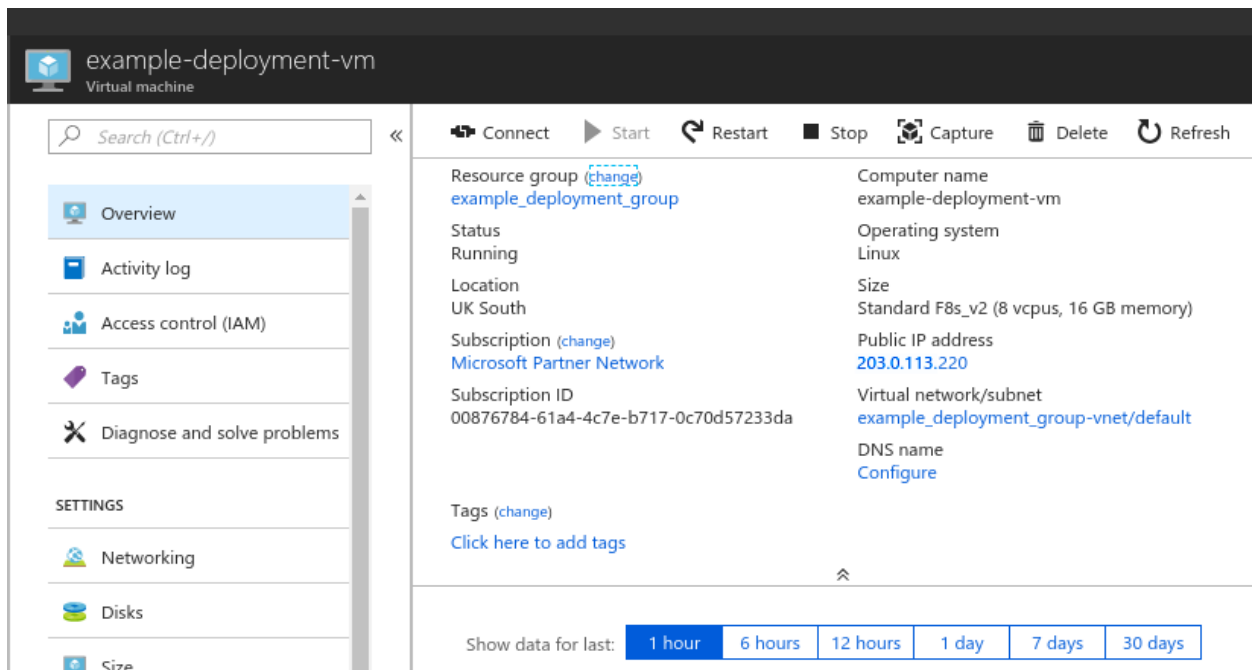 example-deployment-vm
Virtual machine
Search (Ctrl+/)
Overview
Activity log
Access control (IAM)
Tags
Diagnose and solve problems
SETTINGS
Networking
Disks
Size
Connect Start Restart Stop Capture Delete Refresh
Resource group (change)
example_deployment_group
Status
Running
Location
UK South
Subscription (change)
Microsoft Partner Network
Subscription ID
00876784-61a4-4c7e-b717-0c70d57233da
Computer name
example-deployment-vm
Operating system
Linux
Size
Standard F8s_v2 (8 vcpus, 16 GB memory)
Public IP address
203.0.113.220
Virtual network/subnet
example_deployment_group-vnet/default
DNS name
Configure
Tags (change)
Click here to add tags
Show data for last: 1 hour 6 hours 12 hours 1 day 7 days 30 days